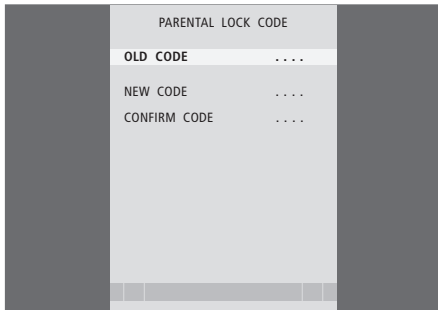 PARENTAL LOCK CODE
OLD CODE ....
NEW CODE ....
CONFIRM CODE ....